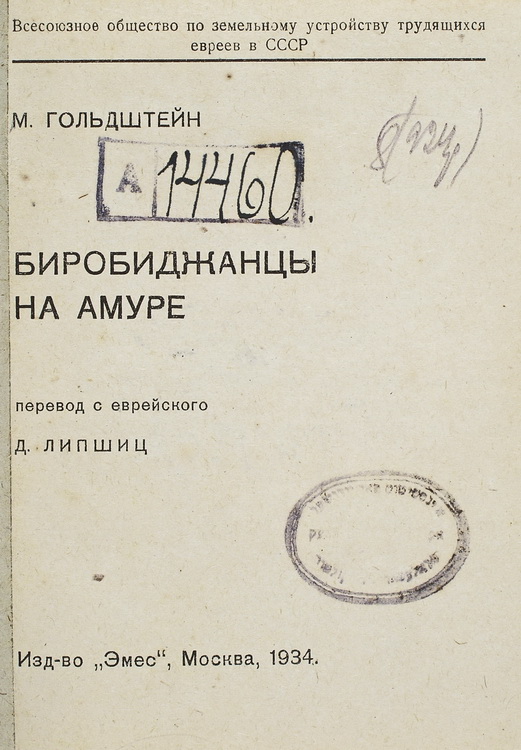 Всесоюзное общество по земельному устройству трудящихся
евреев в СССР
М. ГОЛЬДШТЕЙН
А 14460.
БИРОБИДЖАНЦЫ
НА АМУРЕ
перевод с еврейского
Д. ЛИПШИЦ
Изд-во „Эмес“, Москва, 1934.